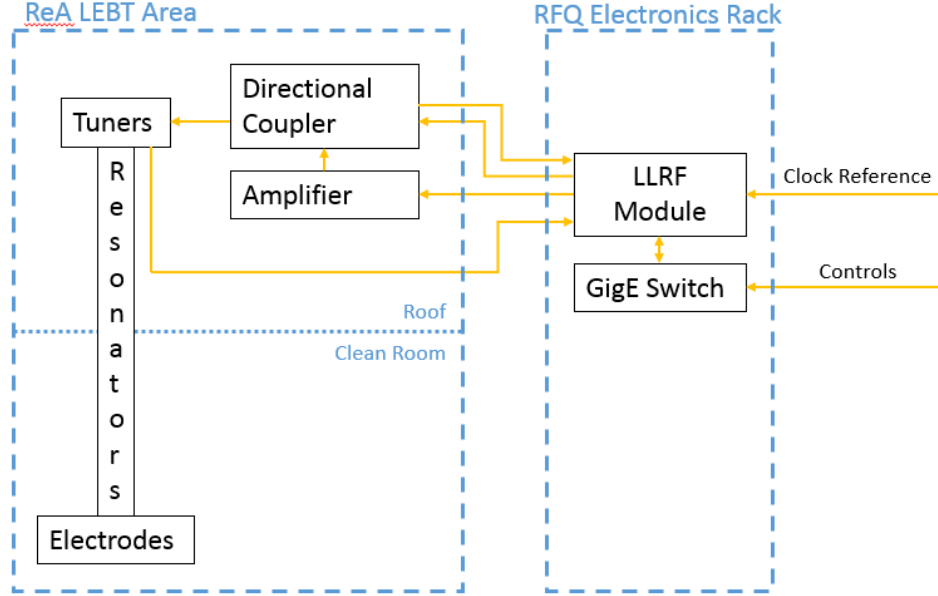 ReA LEBT Area
RFQ Electronics Rack
Directional
Coupler
Tuners
Amplifier
LLRF
Module
Clock Reference
GigE Switch
Controls
Roof
Clean Room
Resonators
Electrodes